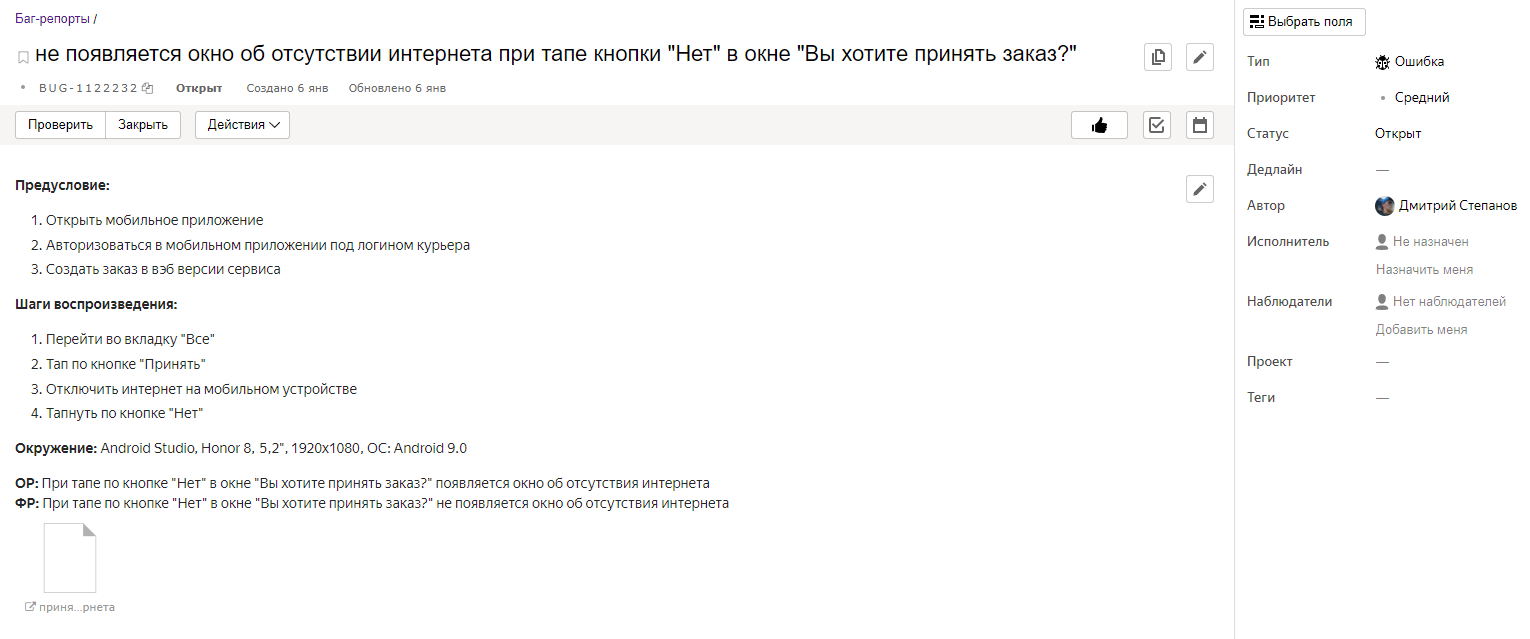 Баг-репорты /
не появляется окно об отсутствии интернета при тапе кнопки "Нет" в окне "Вы хотите принять заказ?"
BUG-1122232 Открыт Создано 6 янв Обновлено 6 янв
Проверить Закрыть Действия
Предусловие:
1. Открыть мобильное приложение
2. Авторизоваться в мобильном приложении под логином курьера
3. Создать заказ в вэб версии сервиса
Шаги воспроизведения:
1. Перейти во вкладку "Все"
2. Тап по кнопке "Принять"
3. Отключить интернет на мобильном устройстве
4. Тапнуть по кнопке "Нет"
Окружение: Android Studio, Honor 8, 5,2", 1920x1080, ОС: Android 9.0
ОР: При тапе по кнопке "Нет" в окне "Вы хотите принять заказ?" появляется окно об отсутствия интернета
ФР: При тапе по кнопке "Нет" в окне "Вы хотите принять заказ?" не появляется окно об отсутствия интернета
приня...рнета
Выбрать поля
Тип Ошибка
Приоритет Средний
Статус Открыт
Дедлайн —
Автор Дмитрий Степанов
Исполнитель Не назначен
Назначить меня
Наблюдатели Нет наблюдателей
Добавить меня
Проект —
Теги —